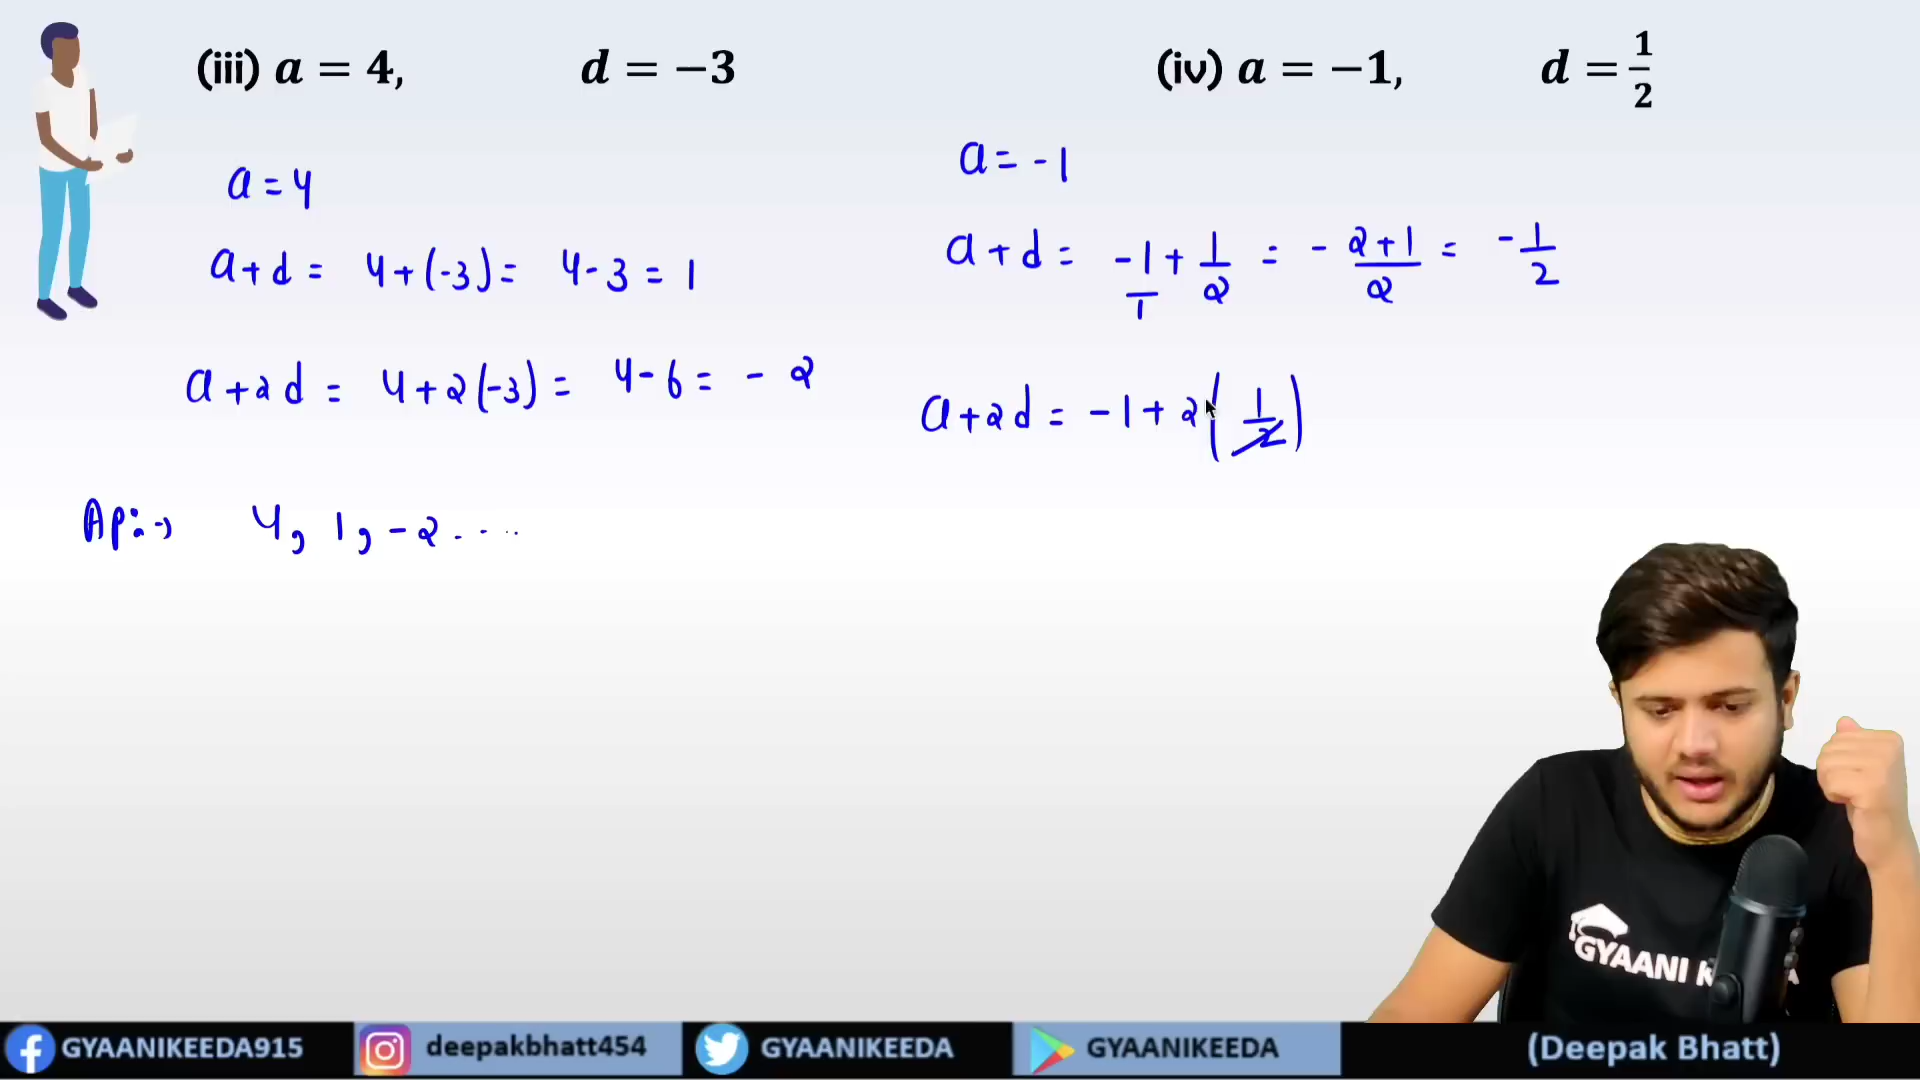 (iii) a = 4, d = −3
a = 4
a + d = 4 + (-3) = 4 - 3 = 1
a + 2d = 4 + 2(-3) = 4 - 6 = - 2
AP:→ 4, 1, -2 ....
(iv) a = −1, d = 1/2
a = -1
a + d = -1/1 + 1/2 = - 2+1/2 = - 1/2
a + 2d = -1 + 2(1/2)
GYAANI K
GYAANIKEEDA915 deepakbhatt454 GYAANIKEEDA GYAANIKEEDA (Deepak Bhatt)